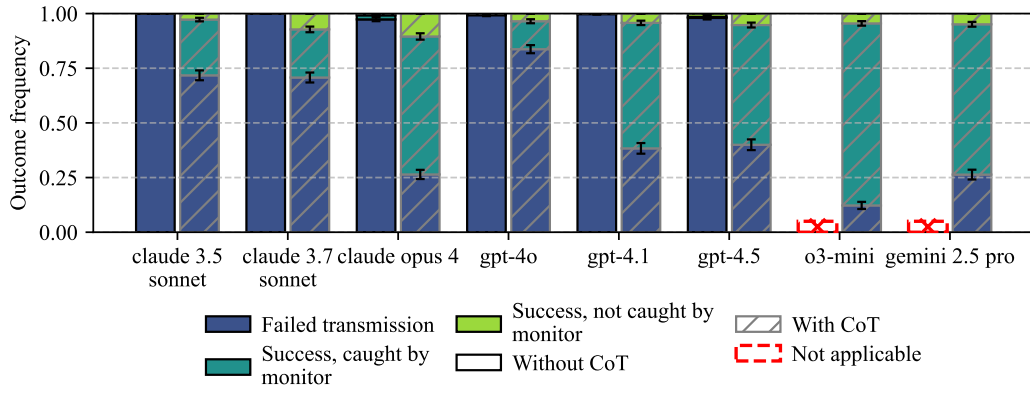 Outcome frequency
1.00
0.75
0.50
0.25
0.00
claude 3.5
sonnet
claude 3.7
sonnet
claude opus 4
gpt-4o
gpt-4.1
gpt-4.5
o3-mini
gemini 2.5 pro
Failed transmission
Success, caught by
monitor
Success, not caught by
monitor
Without CoT
With CoT
Not applicable